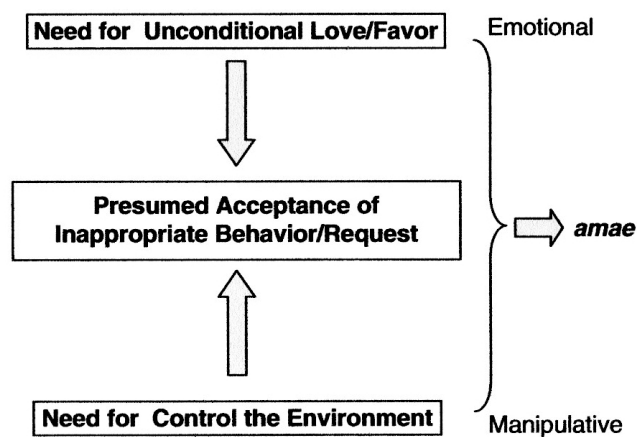 Need for Unconditional Love/Favor
Emotional
Presumed Acceptance of
Inappropriate Behavior/Request
amae
Need for Control the Environment
Manipulative